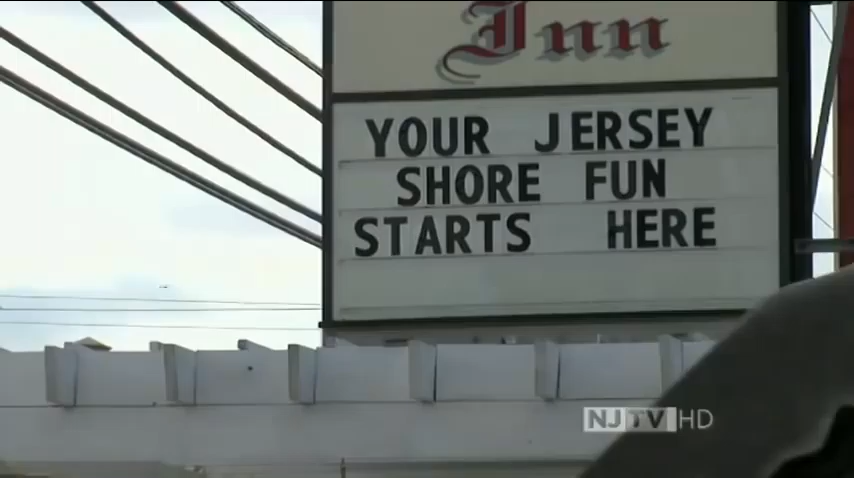 Inn
YOUR JERSEY
SHORE FUN
STARTS HERE
NJTV HD